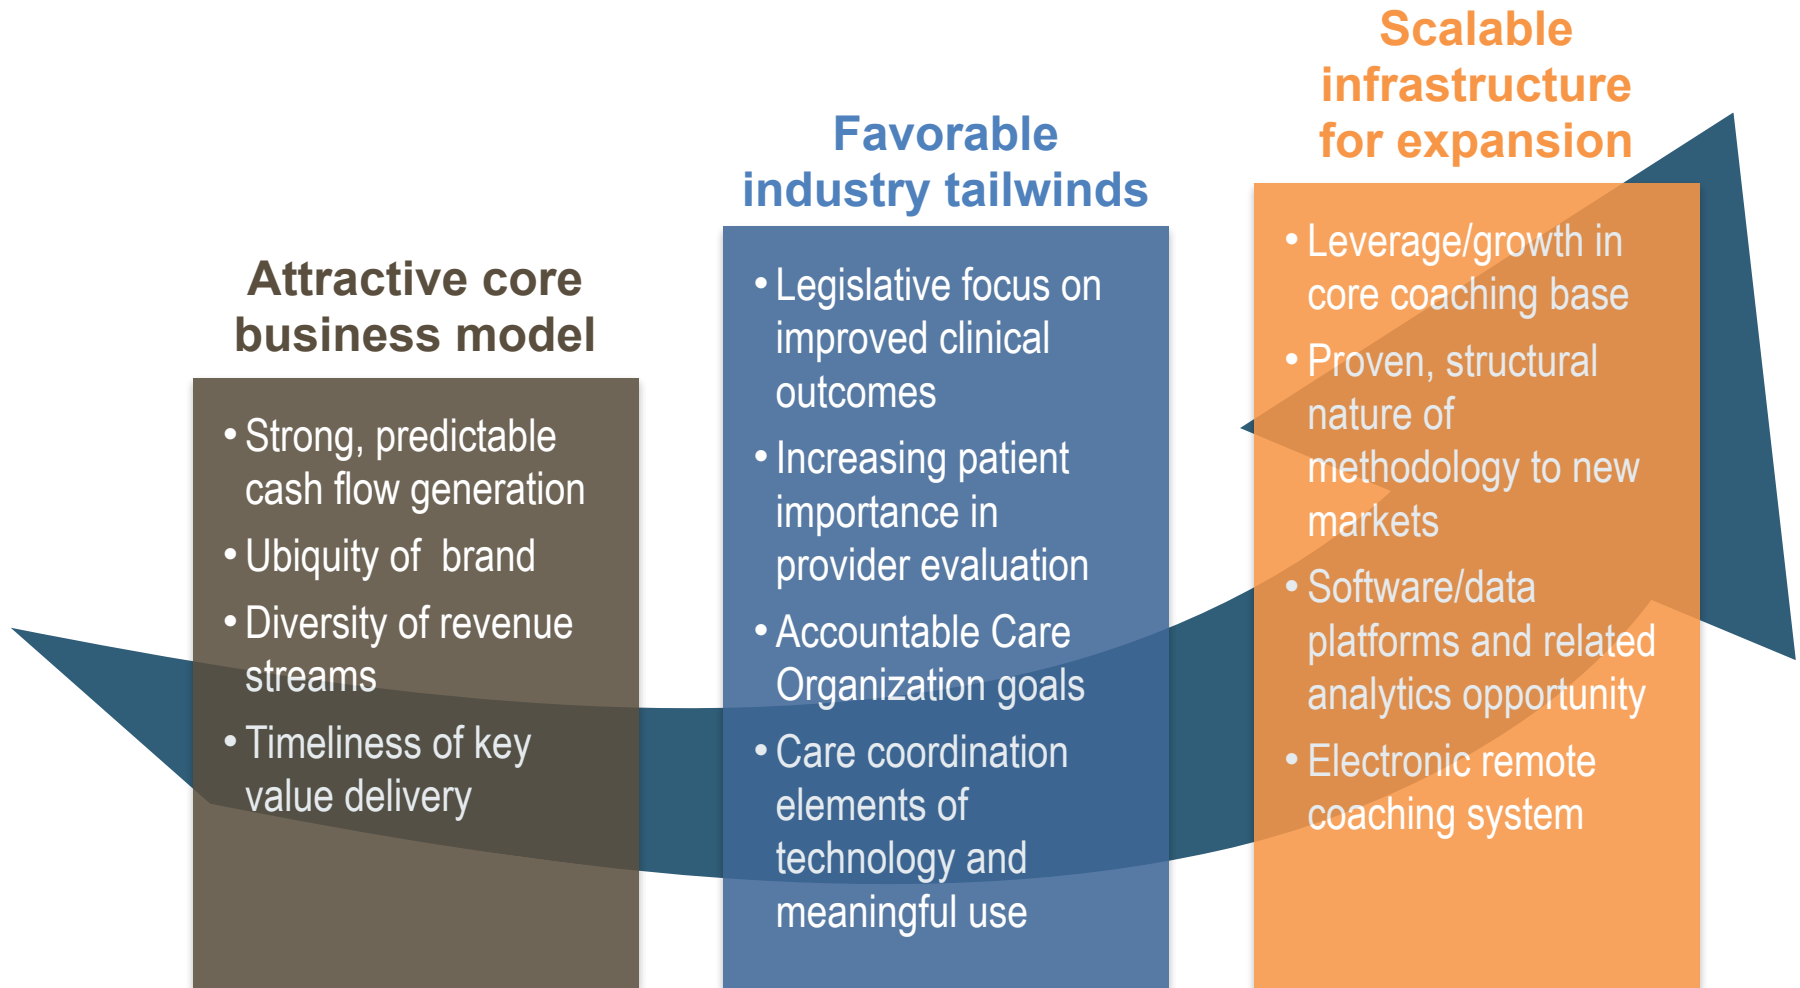 Attractive core
business model
• Strong, predictable
cash flow generation
• Ubiquity of  brand
• Diversity of revenue
streams
• Timeliness of key
value delivery
Favorable
industry tailwinds
• Legislative focus on
improved clinical
outcomes
• Increasing patient
importance in
provider evaluation
• Accountable Care
Organization goals
• Care coordination
elements of
technology and
meaningful use
Scalable
infrastructure
for expansion
• Leverage/growth in
core coaching base
• Proven, structural
nature of
methodology to new
markets
• Software/data
platforms and related
analytics opportunity
• Electronic remote
coaching system